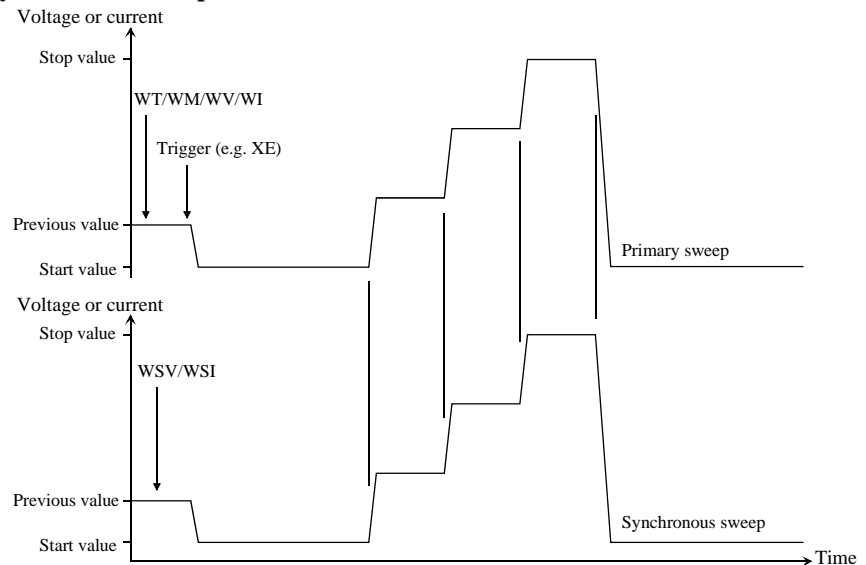 Voltage or current
Stop value
WT/WM/WV/WI
Trigger (e.g. XE)
Previous value
Start value
Primary sweep
Voltage or current
Stop value
WSV/WSI
Previous value
Start value
Synchronous sweep
Time